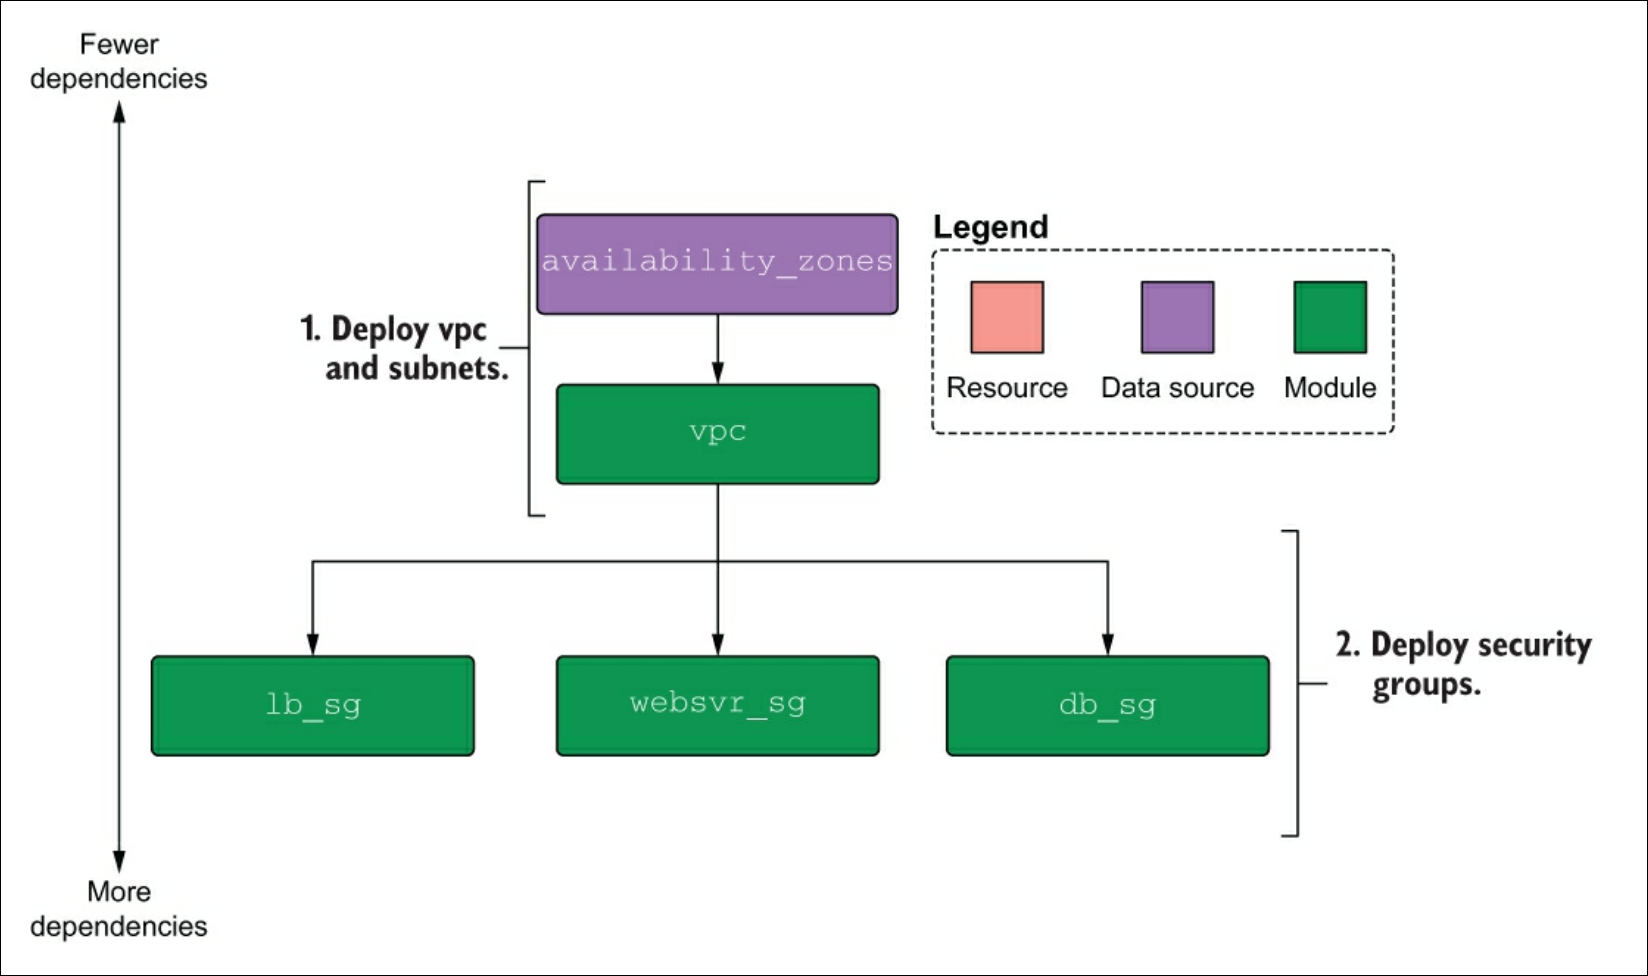 Fewer
dependencies
availability_zones
Legend
1. Deploy vpc
and subnets.
Resource
Data source
Module
vpc
2. Deploy security
groups.
lb_sg
websvr_sg
db_sg
More
dependencies